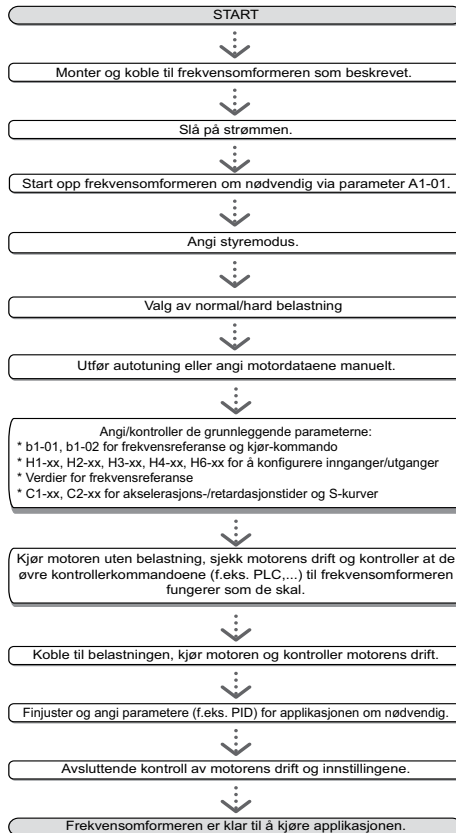 START
Monter og koble til frekvensomformeren som beskrevet.
Slå på strømmen.
Start opp frekvensomformeren om nødvendig via parameter A1-01.
Angi styremodus.
Valg av normal/hard belastning
Utfør autotuning eller angi motordataene manuelt.
Angi/kontroller de grunnleggende parameterne:
* b1-01, b1-02 for frekvensreferanse og kjør-kommando
* H1-xx, H2-xx, H3-xx, H4-xx, H6-xx for å konfigurere innganger/utganger
* Verdier for frekvensreferanse
* C1-xx, C2-xx for akselerasjons-/retardasjonstider og S-kurver
Kjør motoren uten belastning, sjekk motorens drift og kontroller at de
øvre kontrollerkommandoene (f.eks. PLC,...) til frekvensomformeren
fungerer som de skal.
Koble til belastningen, kjør motoren og kontroller motorens drift.
Finjuster og angi parametere (f.eks. PID) for applikasjonen om nødvendig.
Avsluttende kontroll av motorens drift og innstillingene.
Frekvensomformeren er klar til å kjøre applikasjonen.